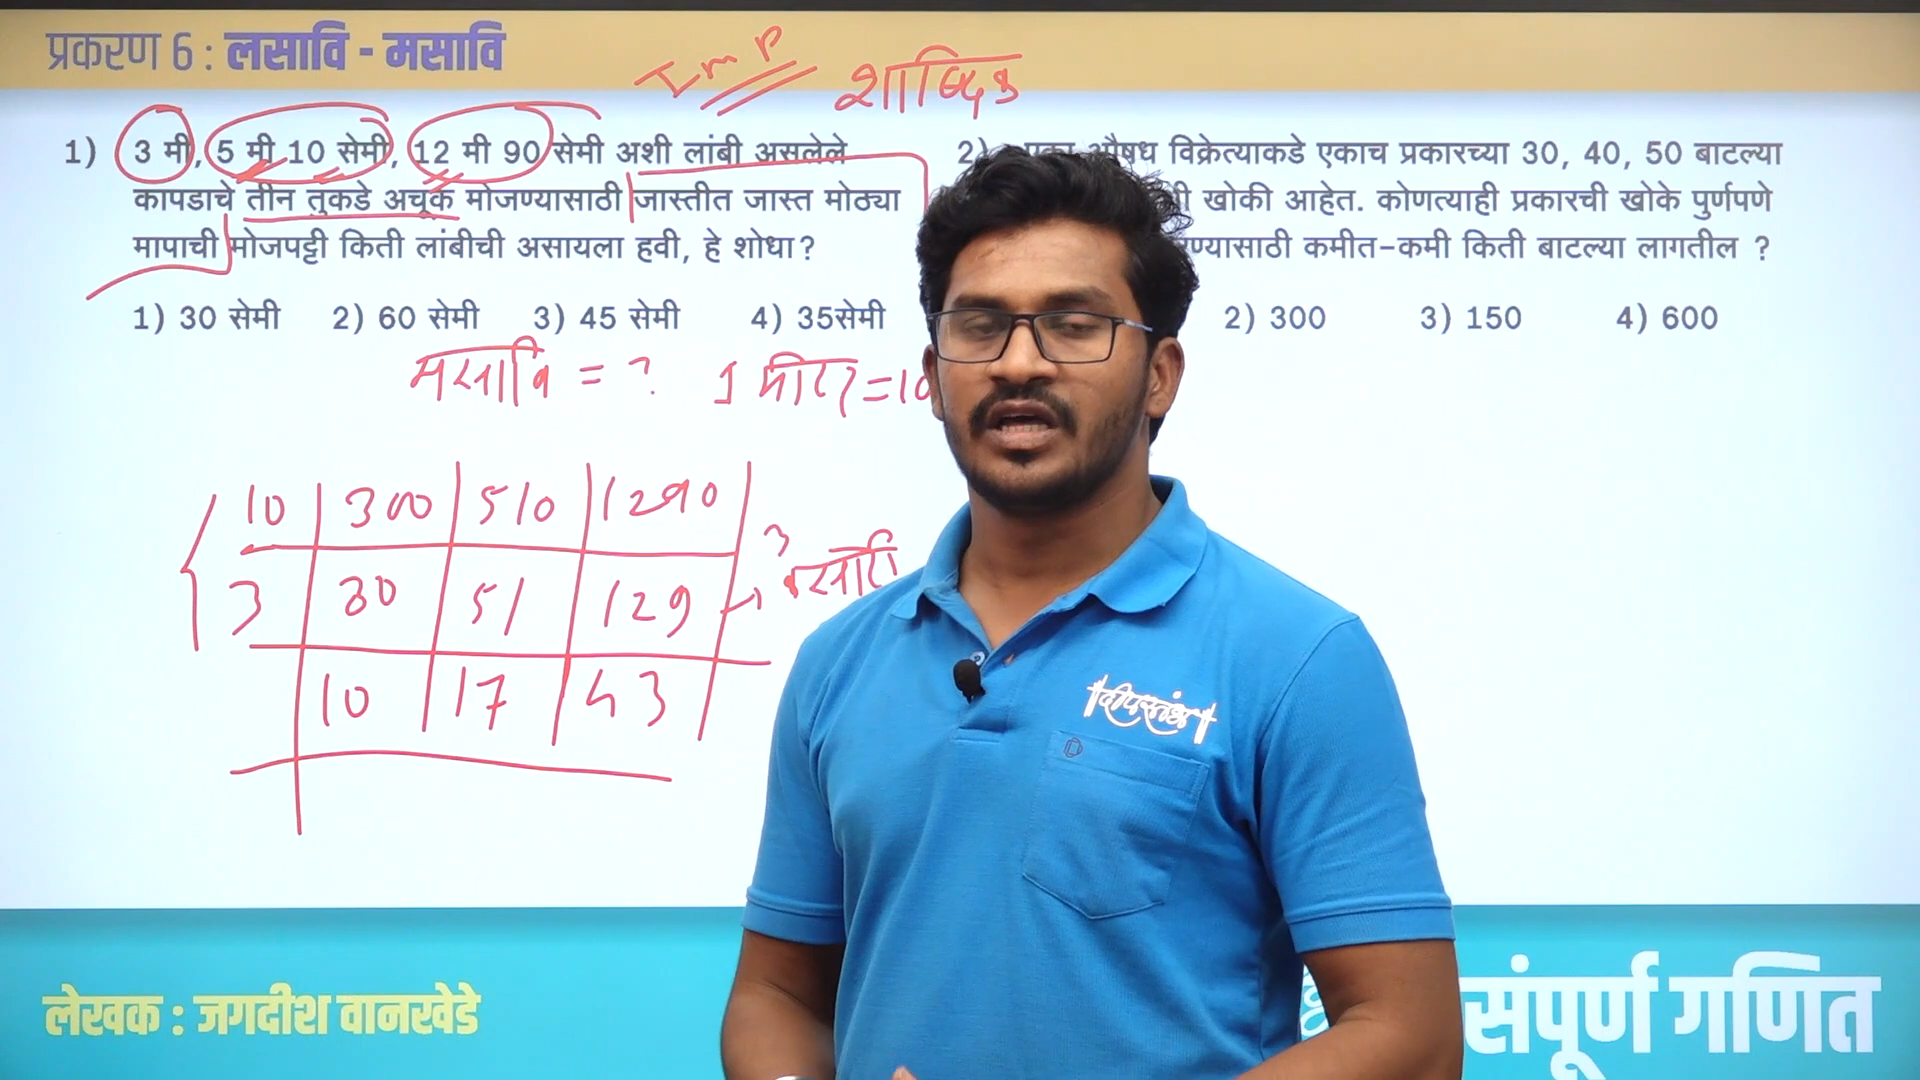 प्रकरण 6 : लसावि - मसावि
Imp शाब्दिक
1) 3 मी, 5 मी 10 सेमी, 12 मी 90 सेमी अशी लांबी असलेले
कापडाचे तीन तुकडे अचूक मोजण्यासाठी जास्तीत जास्त मोठ्या
मापाची मोजपट्टी किती लांबीची असायला हवी, हे शोधा?
1) 30 सेमी 2) 60 सेमी 3) 45 सेमी 4) 35सेमी
2) औषध विक्रेत्याकडे एकाच प्रकारच्या 30, 40, 50 बाटल्या
खोकी आहेत. कोणत्याही प्रकारची खोके पुर्णपणे
कमीत-कमी किती बाटल्या लागतील ?
2) 300 3) 150 4) 600
मसावि = ? 1 मीटर = 10
10 300 510 1290
3 30 51 129 → 3
10 17 43
दीपस्तंभ
लेखक : जगदीश वानखेडे
संपूर्ण गणित